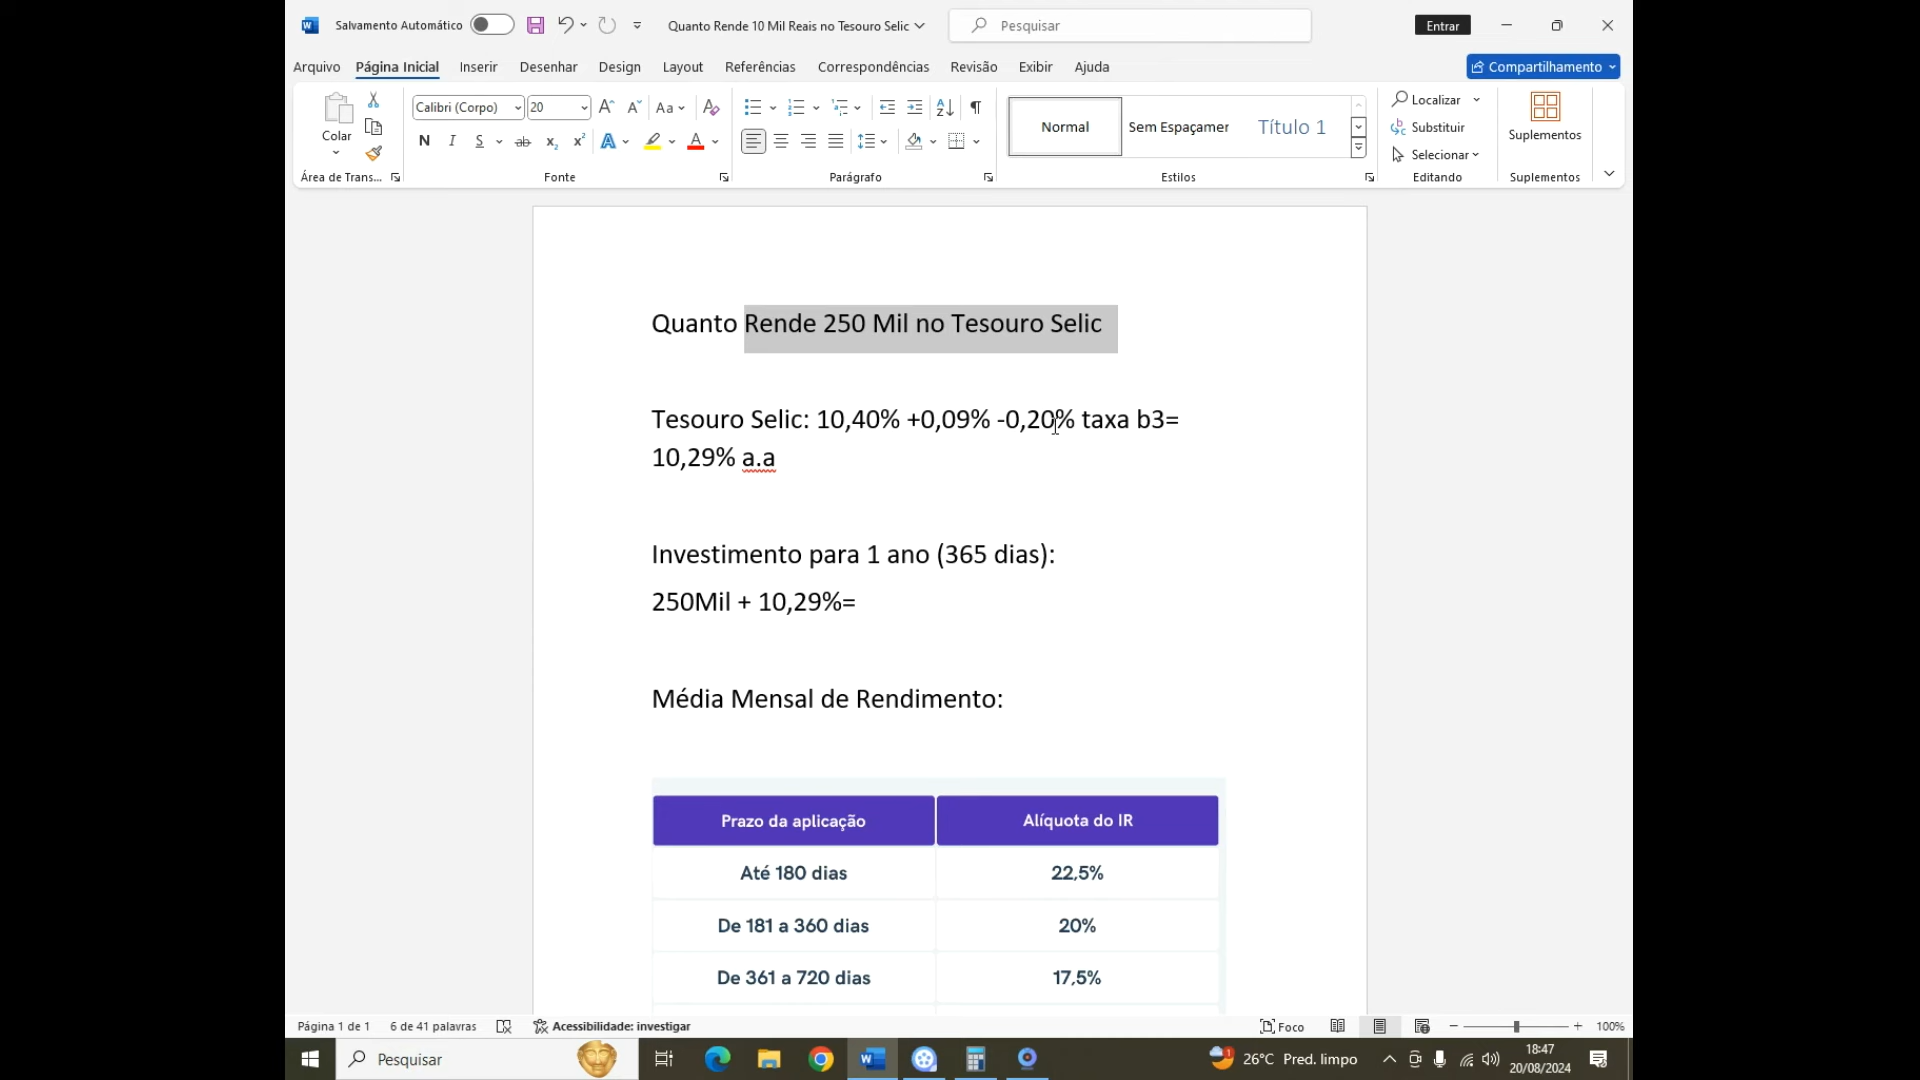 Salvamento Automático
Quanto Rende 10 Mil Reais no Tesouro Selic
Pesquisar
Entrar
Arquivo Página Inicial Inserir Desenhar Design Layout Referências Correspondências Revisão Exibir Ajuda
Compartilhamento
Colar
Calibri (Corpo) 20
Normal
Sem Espaçamer
Título 1
Localizar
Substituir
Selecionar
Suplementos
Área de Trans...
Fonte
Parágrafo
Estilos
Editando
Suplementos
Quanto Rende 250 Mil no Tesouro Selic
Tesouro Selic: 10,40% +0,09% -0,20% taxa b3=
10,29% a.a
Investimento para 1 ano (365 dias):
250Mil + 10,29%=
Média Mensal de Rendimento:
Prazo da aplicação Alíquota do IR
Até 180 dias 22,5%
De 181 a 360 dias 20%
De 361 a 720 dias 17,5%
Página 1 de 1 6 de 41 palavras Acessibilidade: investigar Foco 100%
Pesquisar
26°C Pred. limpo
18:47
20/08/2024